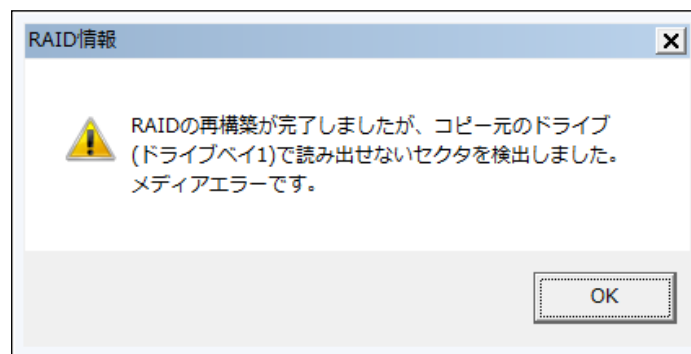 RAID情報
RAIDの再構築が完了しましたが、コピー元のドライブ
(ドライブベイ1)で読み出せないセクタを検出しました。
メディアエラーです。
OK